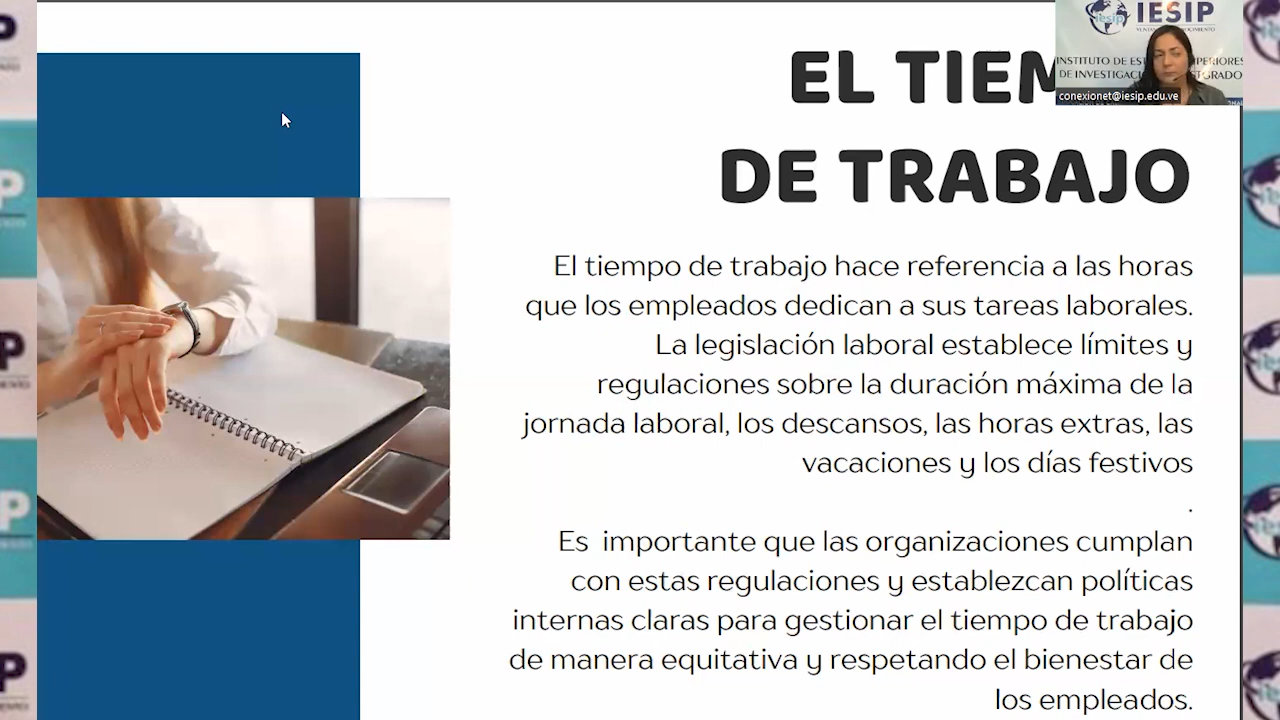 EL TIEM
DE TRABAJO
El tiempo de trabajo hace referencia a las horas
que los empleados dedican a sus tareas laborales.
La legislación laboral establece límites y
regulaciones sobre la duración máxima de la
jornada laboral, los descansos, las horas extras, las
vacaciones y los días festivos
.
Es importante que las organizaciones cumplan
con estas regulaciones y establezcan políticas
internas claras para gestionar el tiempo de trabajo
de manera equitativa y respetando el bienestar de
los empleados.
iesip IESIP
INSTITUTO DE
DE
conexionet@iesip.edu.ve